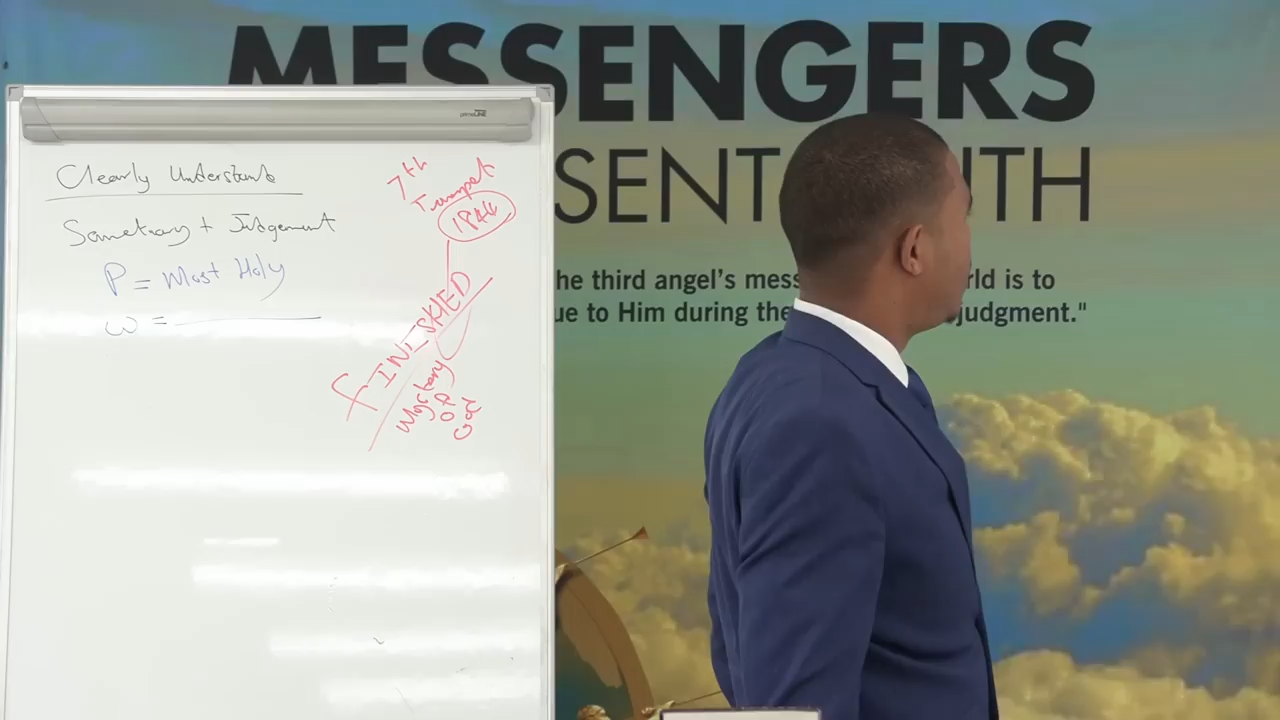 MESSENGERS
SENT TH
he third angel's mess rld is to
ue to Him during the judgment."
Clearly Understand
Sanctuary + Judgement
P = Most Holy
W =
7th
Trumpet
1844
FINISHED
Mystery
OF
God